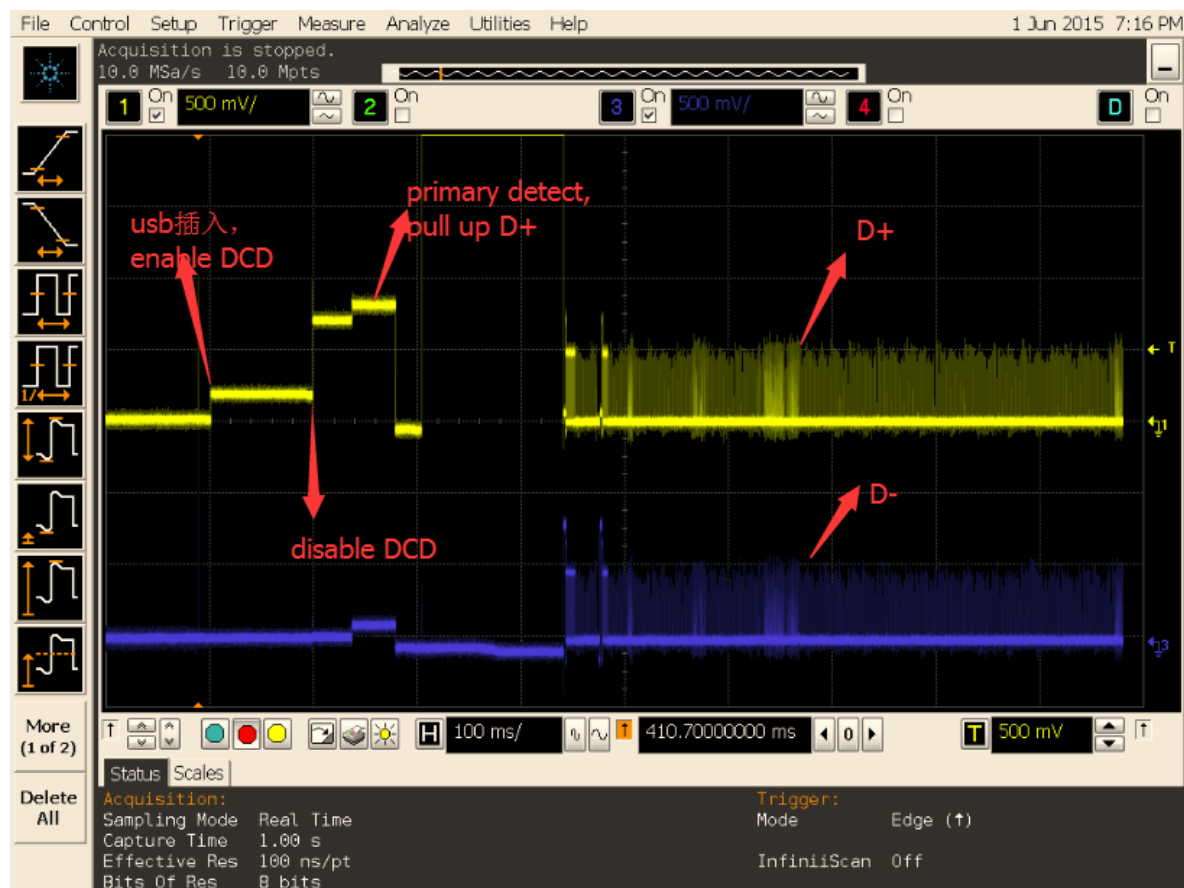 File Control Setup Trigger Measure Analyze Utilities Help 1 Jun 2015 7:16 PM
Acquisition is stopped.
10.0 MSa/s 10.0 Mpts
1 On 500 mV/ 2 On 3 On 500 mV/ 4 On D On
primary detect,
pull up D+
usb插入，
enable DCD
D+
T
1/
1
D-
disable DCD
3
More
(1 of 2)
H 100 ms/ 410.70000000 ms 0 T 500 mV
Status Scales
Delete
All
Acquisition: Trigger:
Sampling Mode Real Time Mode Edge (↑)
Capture Time 1.00 s
Effective Res 100 ns/pt InfiniiScan Off
Bits Of Res 8 bits